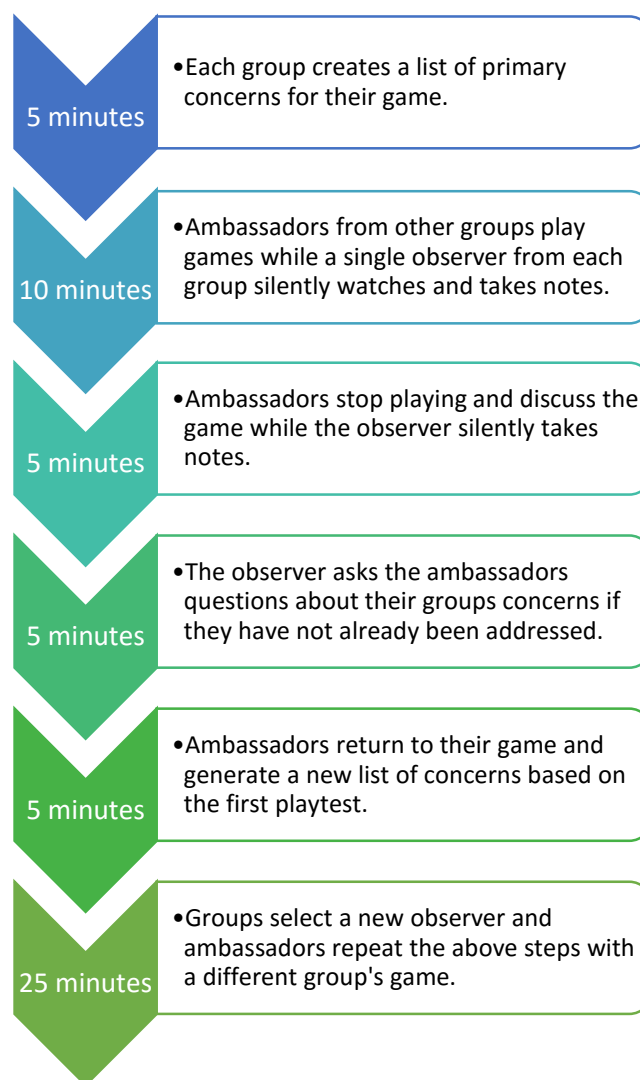 5 minutes
•Each group creates a list of primary
concerns for their game.
10 minutes
•Ambassadors from other groups play
games while a single observer from each
group silently watches and takes notes.
5 minutes
•Ambassadors stop playing and discuss the
game while the observer silently takes
notes.
5 minutes
•The observer asks the ambassadors
questions about their groups concerns if
they have not already been addressed.
5 minutes
•Ambassadors return to their game and
generate a new list of concerns based on
the first playtest.
25 minutes
•Groups select a new observer and
ambassadors repeat the above steps with
a different group's game.